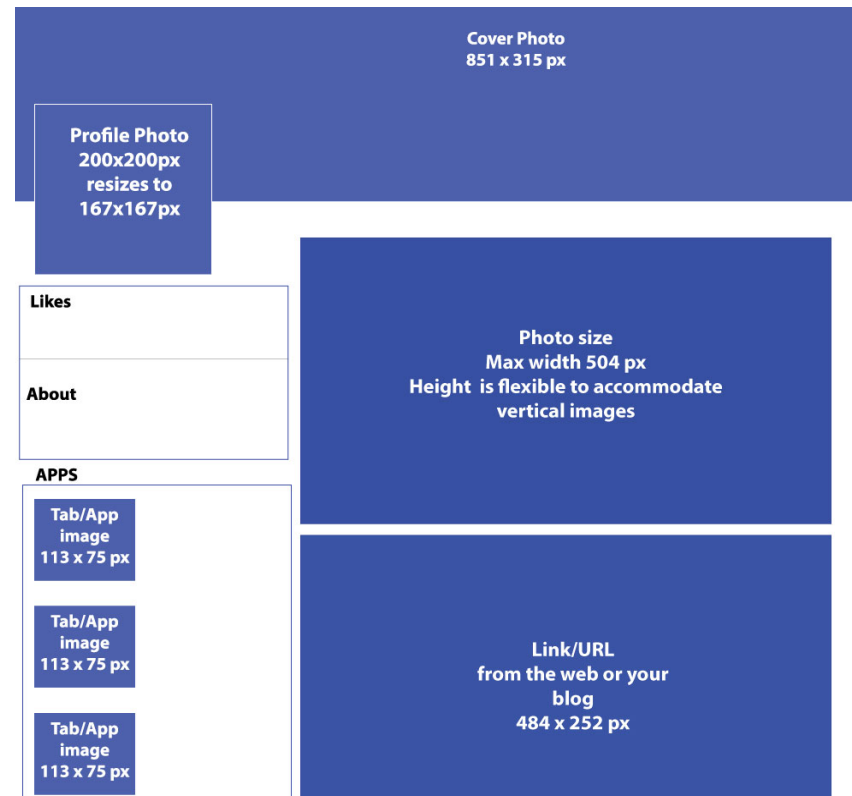 Cover Photo
851 x 315 px
Profile Photo
200x200px
resizes to
167x167px
Likes
About
Photo size
Max width 504 px
Height is flexible to accommodate
vertical images
APPS
Tab/App
image
113 x 75 px
Tab/App
image
113 x 75 px
Tab/App
image
113 x 75 px
Link/URL
from the web or your
blog
484 x 252 px